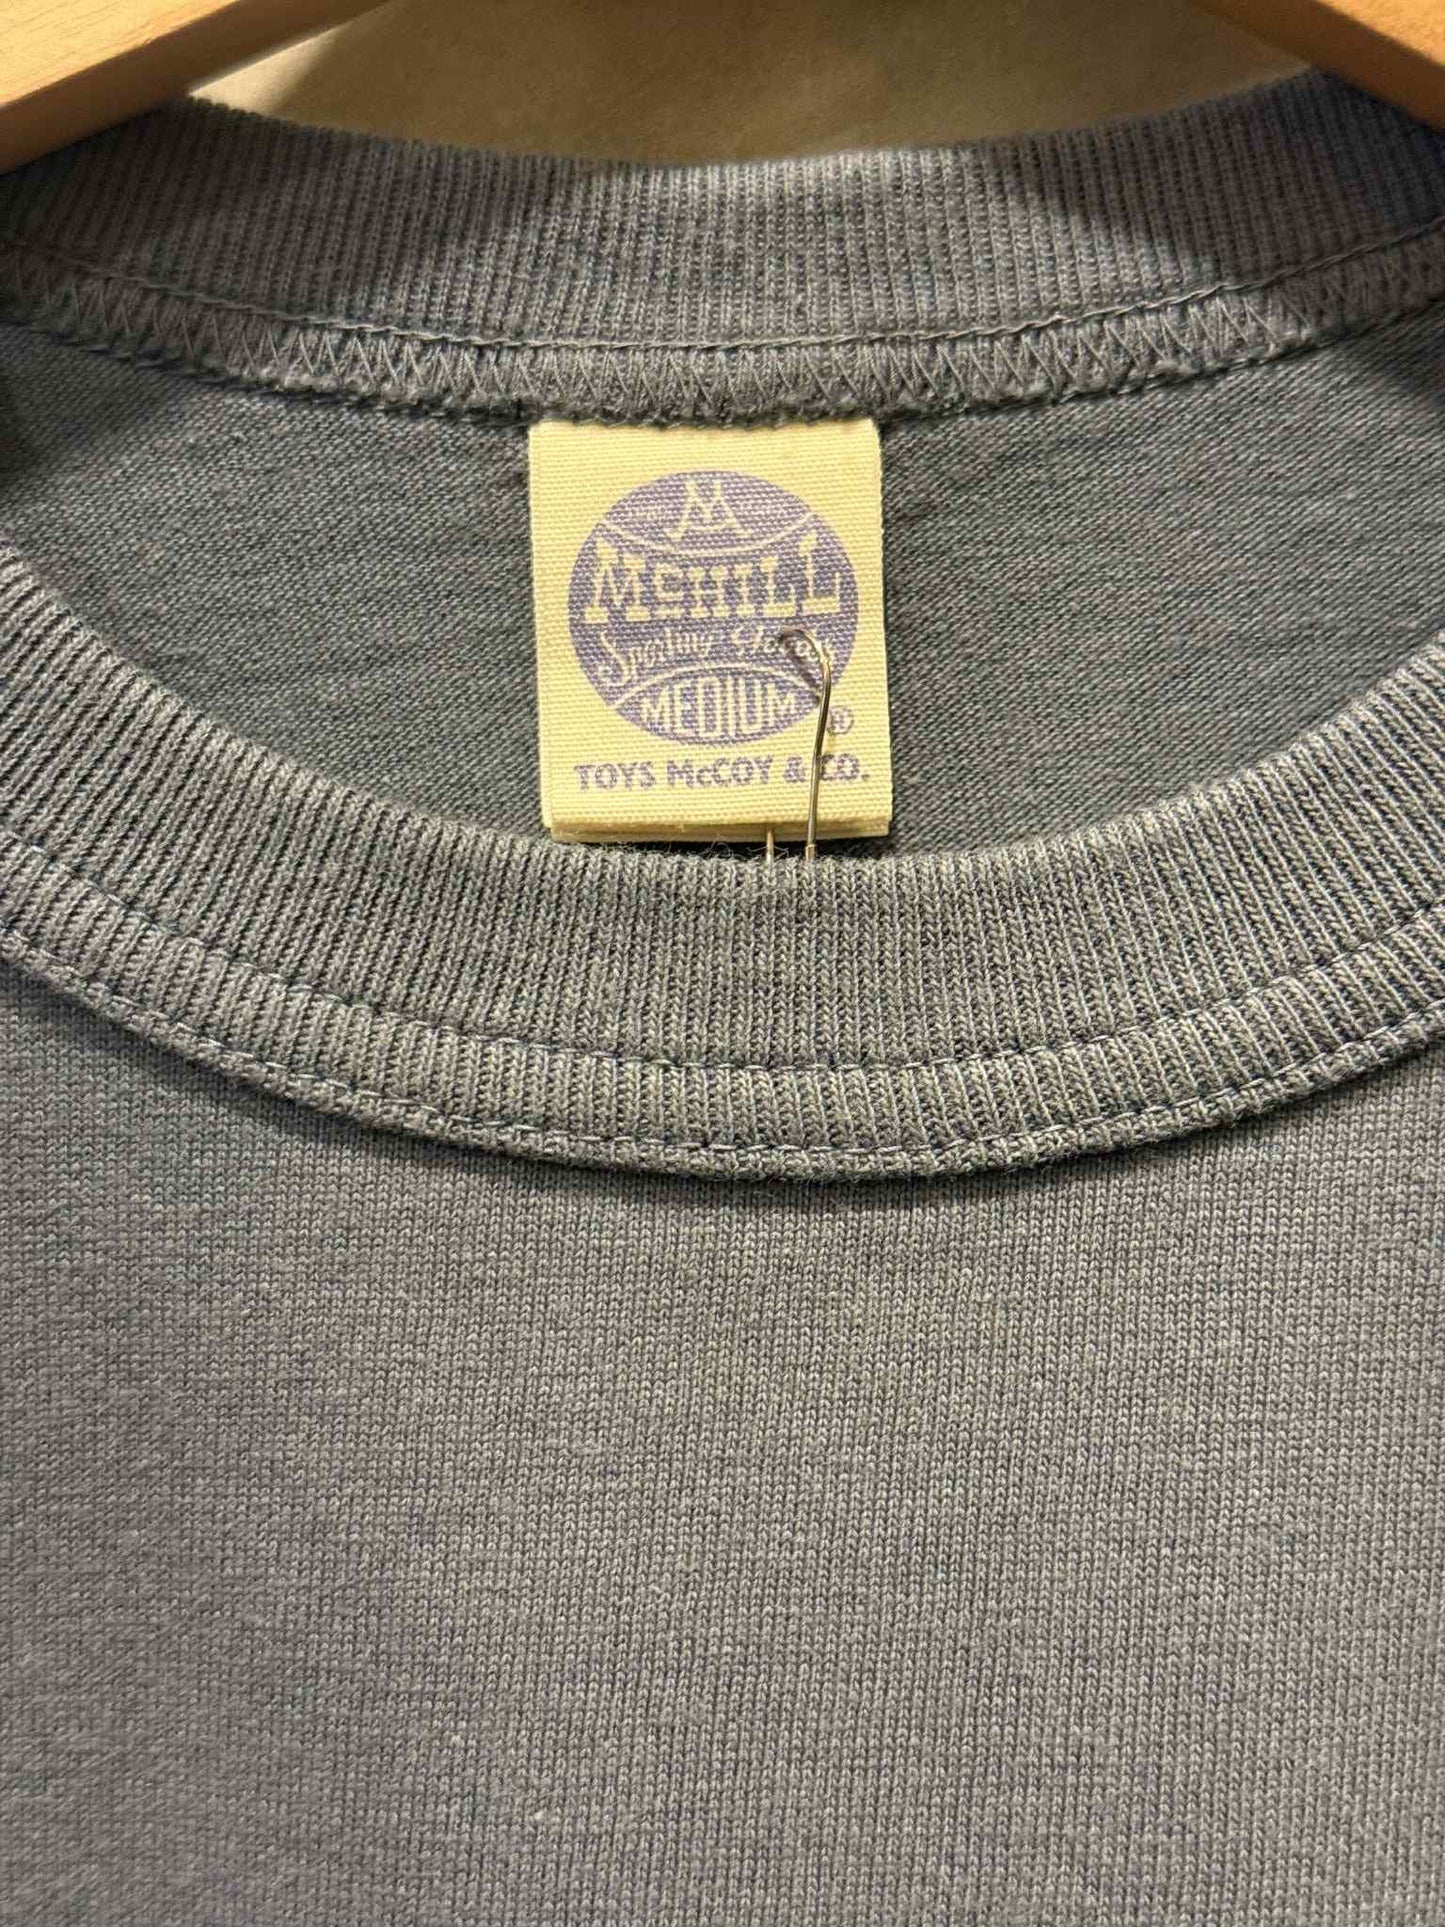 McHILL
Sporting Goods
MEDIUM ®
TOYS McCOY & CO.